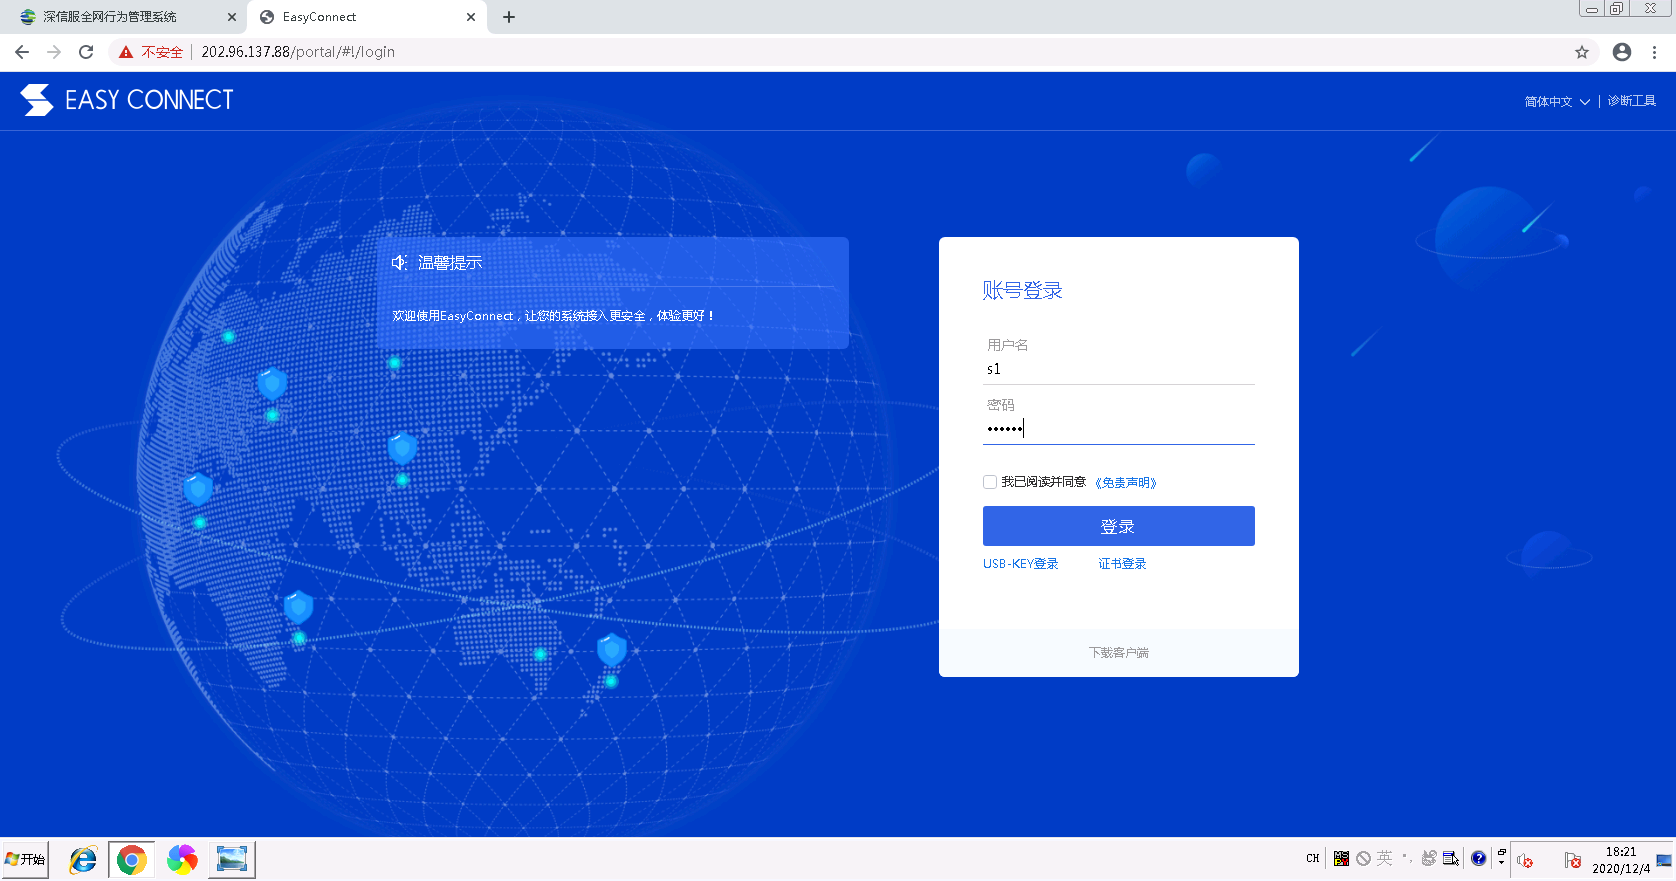 深信服全网行为管理系统
EasyConnect
不安全
202.96.137.88/portal/#!/login
EASY CONNECT
简体中文
诊断工具
温馨提示
欢迎使用EasyConnect，让您的系统接入更安全，体验更好！
账号登录
用户名
s1
密码
••••••
我已阅读并同意 《免责声明》
登录
USB-KEY登录 证书登录
下载客户端
开始
CH
英
18:21
2020/12/4